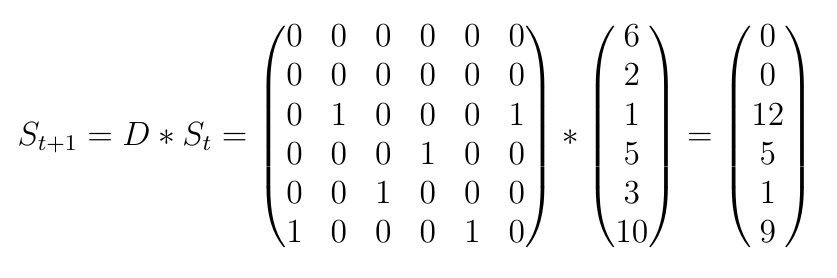 0 0 0 0 0 0 6 0
0 0 0 0 0 0 2 0
0 1 0 0 0 1 1 12
S_{t+1} = D * S_t = * =
0 0 0 1 0 0 5 5
0 0 1 0 0 0 3 1
1 0 0 0 1 0 10 9